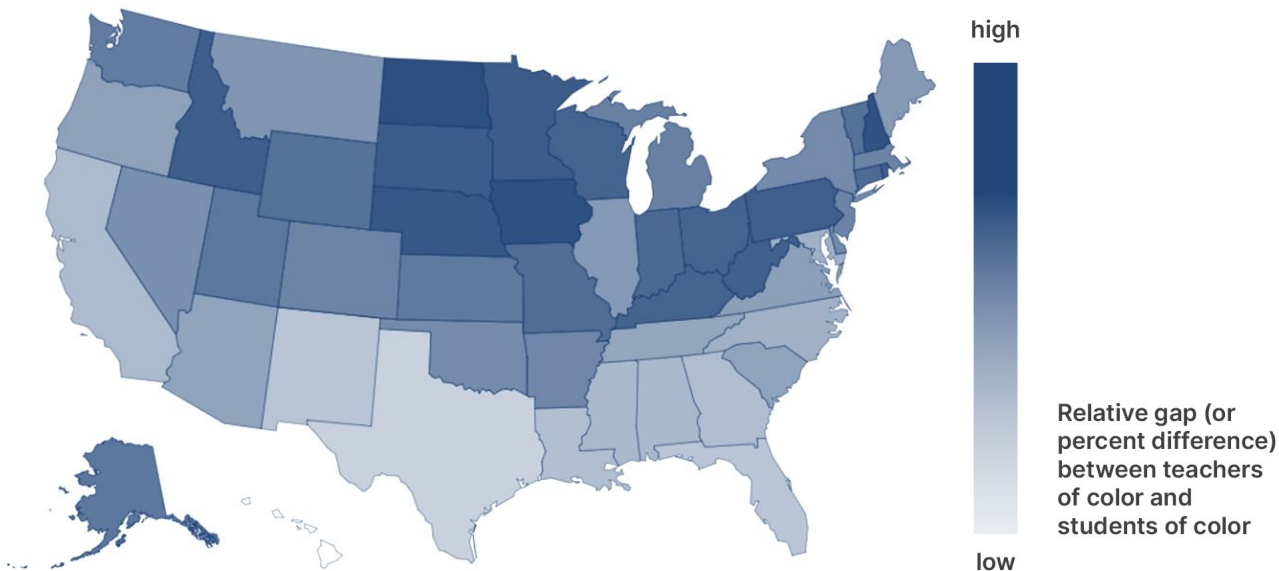 high
Relative gap (or
percent difference)
between teachers
of color and
students of color
low